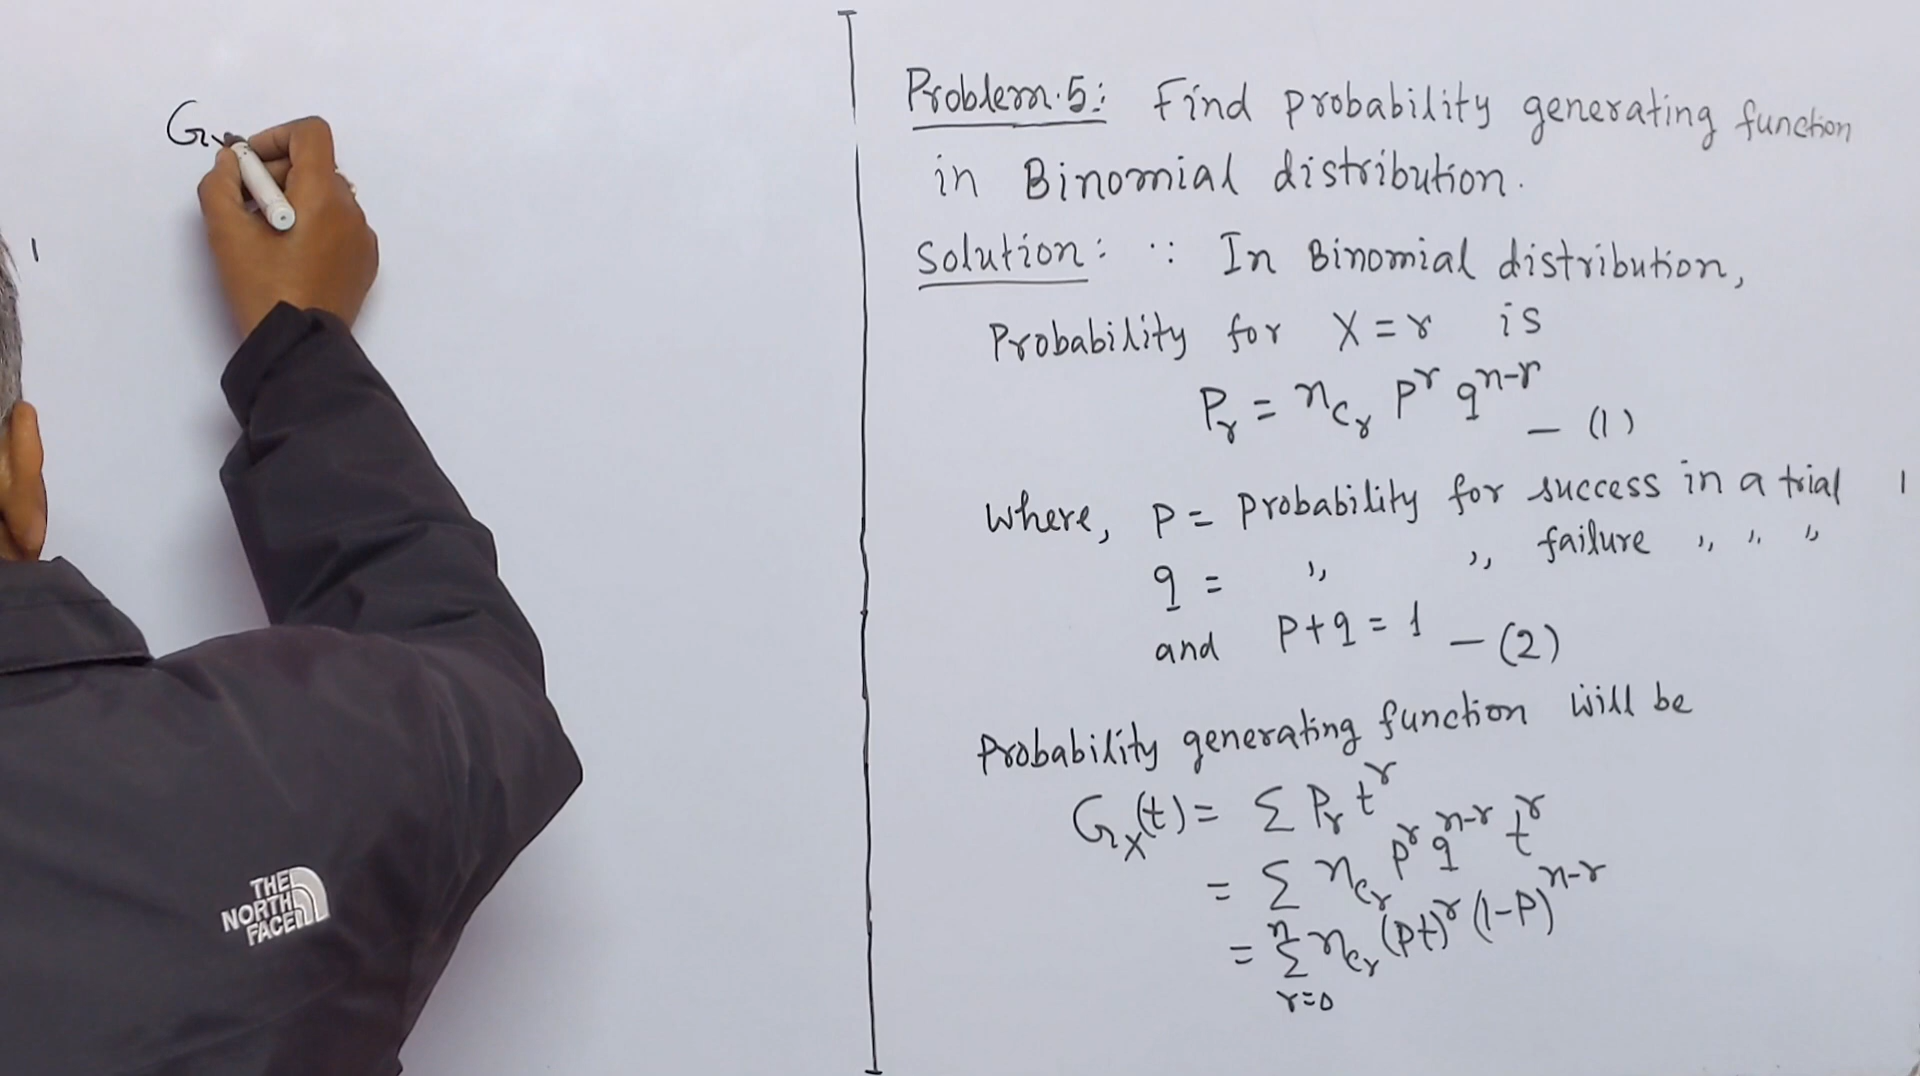 Gx
Problem.5: Find probability generating function
in Binomial distribution.
Solution: ∵ In Binomial distribution,
Probability for X = r is
Pr = nCr p^r q^n-r — (1)
where, p = probability for success in a trial
q = ,, ,, failure ,, ,, ,,
and p+q = 1 — (2)
Probability generating function will be
Gx(t) = Σ Pr t^r
= Σ nCr p^r q^n-r t^r
= Σ^n r=0 nCr (pt)^r (1-p)^n-r
THE
NORTH
FACE